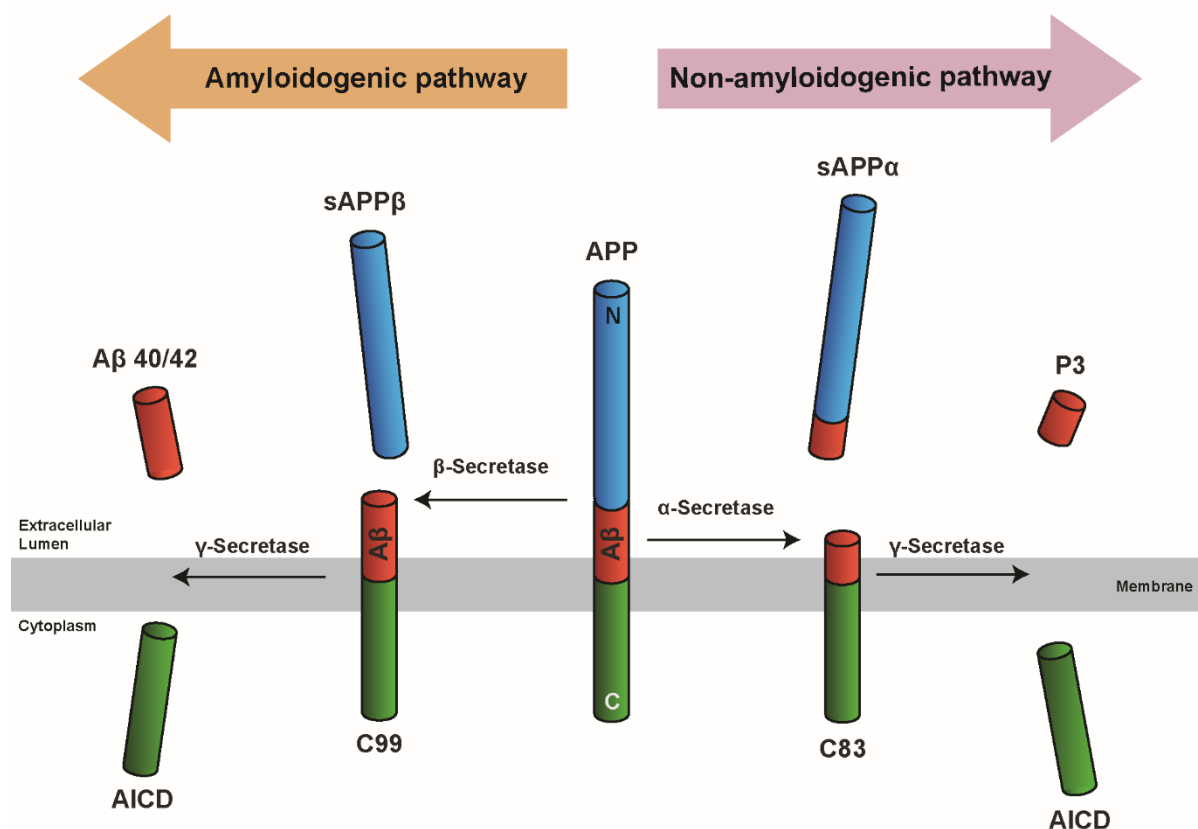 Amyloidogenic pathway
Non-amyloidogenic pathway
sAPPα
sAPPβ
APP
N
Aβ 40/42
P3
β-Secretase
α-Secretase
Extracellular
Lumen
γ-Secretase
Aβ
Aβ
γ-Secretase
Membrane
Cytoplasm
C
C99
C83
AICD
AICD